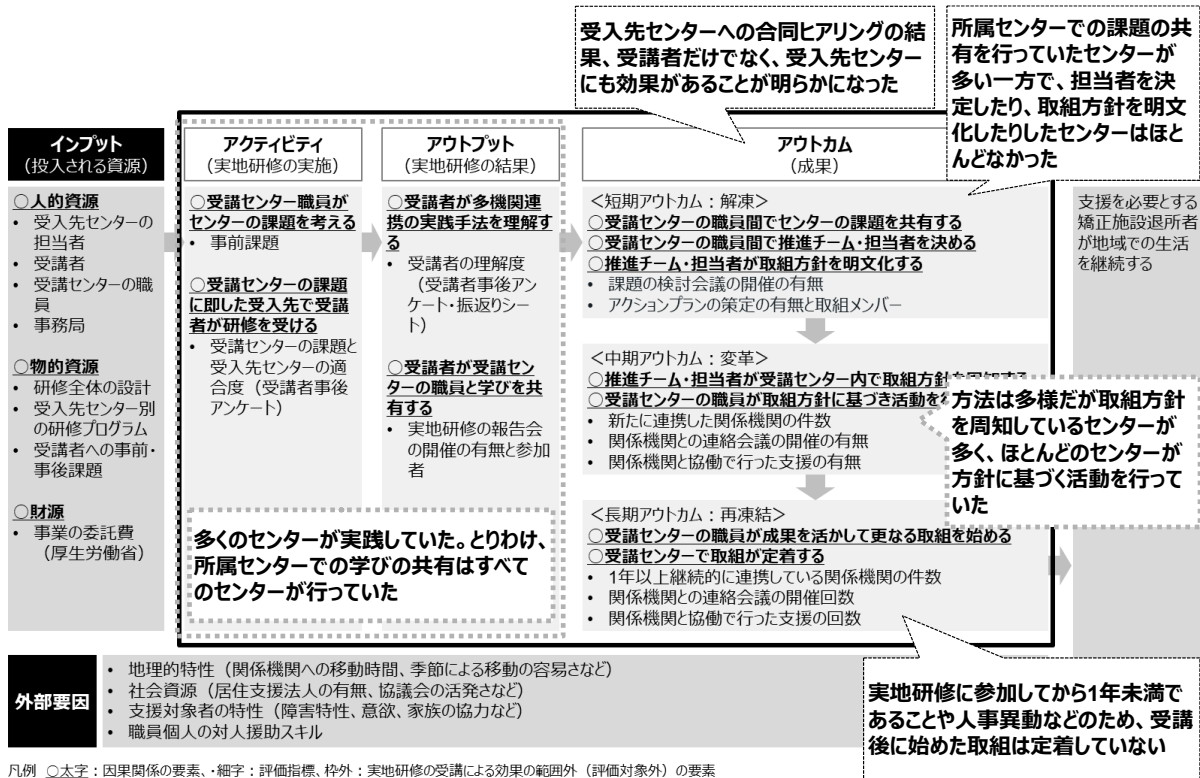 受入先センターへの合同ヒアリングの結
果、受講者だけでなく、受入先センター
にも効果があることが明らかになった
所属センターでの課題の共
有を行っていたセンターが
多い一方で、担当者を決
定したり、取組方針を明文
化したりしたセンターはほと
んどなかった
インプット
（投入される資源）
○人的資源
• 受入先センターの
担当者
• 受講者
• 受講センターの職
員
• 事務局
○物的資源
• 研修全体の設計
• 受入先センター別
の研修プログラム
• 受講者への事前・
事後課題
○財源
• 事業の委託費
（厚生労働省）
アクティビティ
（実地研修の実施）
○受講センター職員が
センターの課題を考える
• 事前課題
○受講センターの課題
に即した受入先で受講
者が研修を受ける
• 受講センターの課題と
受入先センターの適
合度（受講者事後
アンケート）
アウトプット
（実地研修の結果）
○受講者が多機関連
携の実践手法を理解す
る
• 受講者の理解度
（受講者事後アン
ケート・振返りシー
ト）
○受講者が受講セン
ターの職員と学びを共
有する
• 実地研修の報告会
の開催の有無と参加
者
多くのセンターが実践していた。とりわけ、
所属センターでの学びの共有はすべて
のセンターが行っていた
アウトカム
（成果）
<短期アウトカム：解凍>
○受講センターの職員間でセンターの課題を共有する
○受講センターの職員間で推進チーム・担当者を決める
○推進チーム・担当者が取組方針を明文化する
• 課題の検討会議の開催の有無
• アクションプランの策定の有無と取組メンバー
<中期アウトカム：変革>
○推進チーム・担当者が受講センター内で取組方針を周知する
○受講センターの職員が取組方針に基づき活動を
• 新たに連携した関係機関の件数
• 関係機関との連絡会議の開催の有無
• 関係機関と協働で行った支援の有無
方法は多様だが取組方針
を周知しているセンターが
多く、ほとんどのセンターが
方針に基づく活動を行って
いた
<長期アウトカム：再凍結>
○受講センターの職員が成果を活かして更なる取組を始める
○受講センターで取組が定着する
• 1年以上継続的に連携している関係機関の件数
• 関係機関との連絡会議の開催回数
• 関係機関と協働で行った支援の回数
支援を必要とする
矯正施設退所者
が地域での生活
を継続する
外部要因
• 地理的特性（関係機関への移動時間、季節による移動の容易さなど）
• 社会資源（居住支援法人の有無、協議会の活発さなど）
• 支援対象者の特性（障害特性、意欲、家族の協力など）
• 職員個人の対人援助スキル
実地研修に参加してから1年未満で
あることや人事異動などのため、受講
後に始めた取組は定着していない
凡例 ○太字：因果関係の要素、・細字：評価指標、枠外：実地研修の受講による効果の範囲外（評価対象外）の要素